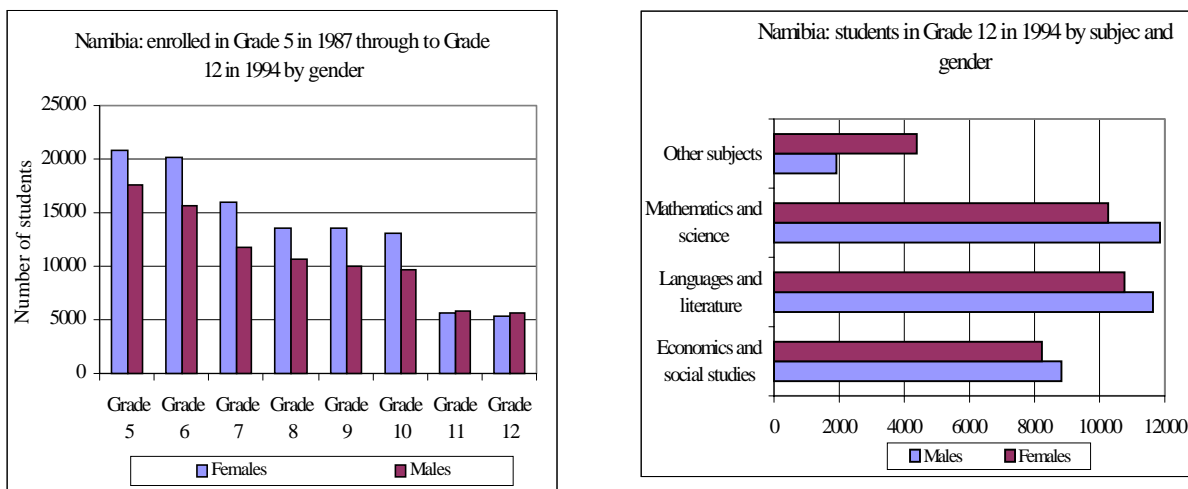 Namibia: enrolled in Grade 5 in 1987 through to Grade
12 in 1994 by gender
25000
20000
15000
10000
5000
0
Number of students
Grade Grade Grade Grade Grade Grade Grade Grade
5 6 7 8 9 10 11 12
Females Males
Namibia: students in Grade 12 in 1994 by subjec and
gender
Other subjects
Mathematics and
science
Languages and
literature
Economics and
social studies
0 2000 4000 6000 8000 10000 12000
Males Females